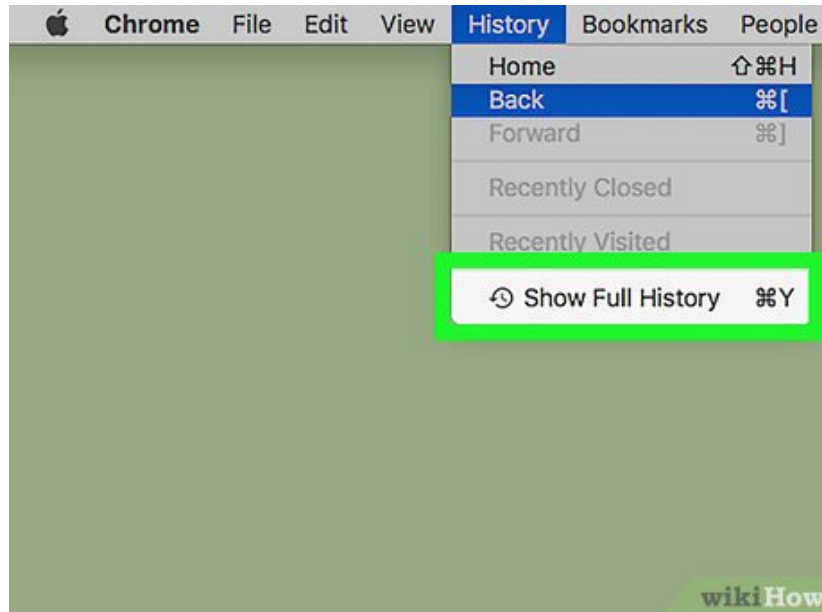 Chrome File Edit View History Bookmarks People
Home ⇧⌘H
Back ⌘[
Forward ⌘]
Recently Closed
Recently Visited
Show Full History ⌘Y
wikiHow